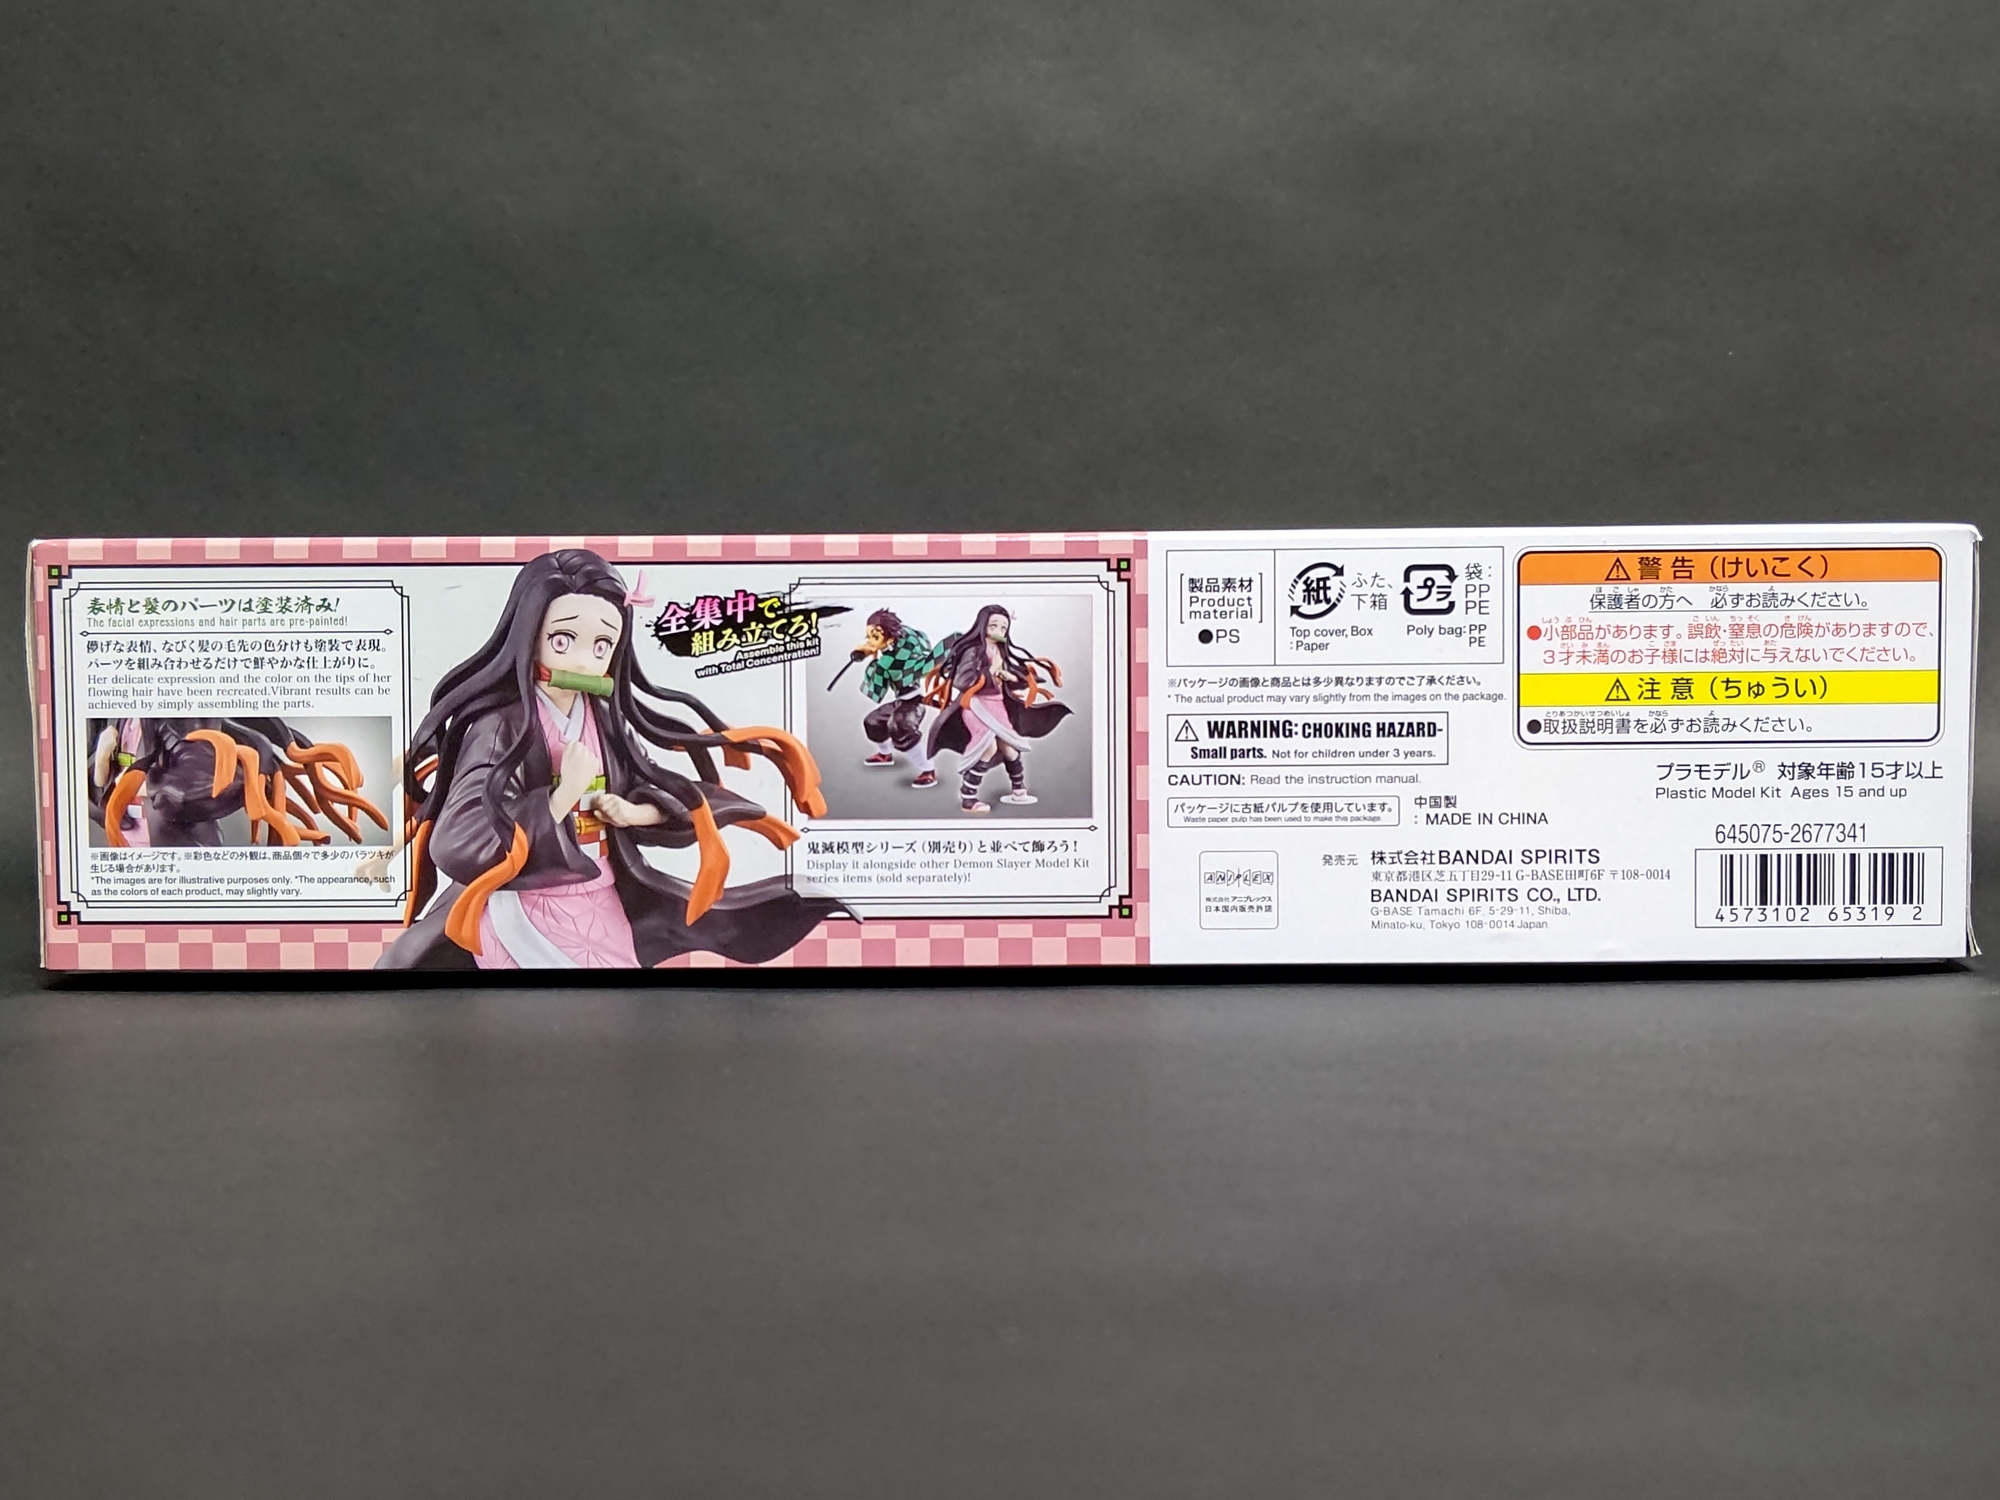 表情と髪のパーツは塗装済み!
The facial expressions and hair parts are pre-painted!
儚げな表情、なびく髪の毛先の色分けも塗装で表現。
パーツを組み合わせるだけで鮮やかな仕上がりに。
Her delicate expression and the color on the tips of her
flowing hair have been recreated.Vibrant results can be
achieved by simply assembling the parts.
※画像はイメージです。※彩色などの外観は、商品個々で多少のバラツキが
生じる場合があります。
*The images are for illustrative purposes only. *The appearance, such
as the colors of each product, may slightly vary.
全集中で
組み立てろ!
Assemble this kit
with Total Concentration!
鬼滅模型シリーズ(別売り)と並べて飾ろう!
Display it alongside other Demon Slayer Model Kit
series items (sold separately)!
製品素材
Product
material
●PS
紙
ふた、
下箱
Top cover, Box
:Paper
プラ
袋:
PP
PE
Poly bag:PP
PE
※パッケージの画像と商品とは多少異なりますのでご了承ください。
* The actual product may vary slightly from the images on the package.
WARNING: CHOKING HAZARD-
Small parts. Not for children under 3 years.
CAUTION: Read the instruction manual.
パッケージに古紙パルプを使用しています。
Waste paper pulp has been used to make this package.
中国製
: MADE IN CHINA
ANIPLEX
株式会社アニプレックス
日本国内販売許諾
発売元 株式会社BANDAI SPIRITS
東京都港区芝五丁目29-11 G-BASE田町6F 〒108-0014
BANDAI SPIRITS CO., LTD.
G-BASE Tamachi 6F, 5-29-11, Shiba,
Minato-ku, Tokyo 108-0014 Japan
警告(けいこく)
保護者の方へ 必ずお読みください。
●小部品があります。誤飲・窒息の危険がありますので、
3才未満のお子様には絶対に与えないでください。
注意(ちゅうい)
●取扱説明書を必ずお読みください。
プラモデル® 対象年齢15才以上
Plastic Model Kit Ages 15 and up
645075-2677341
4573102 65319 2